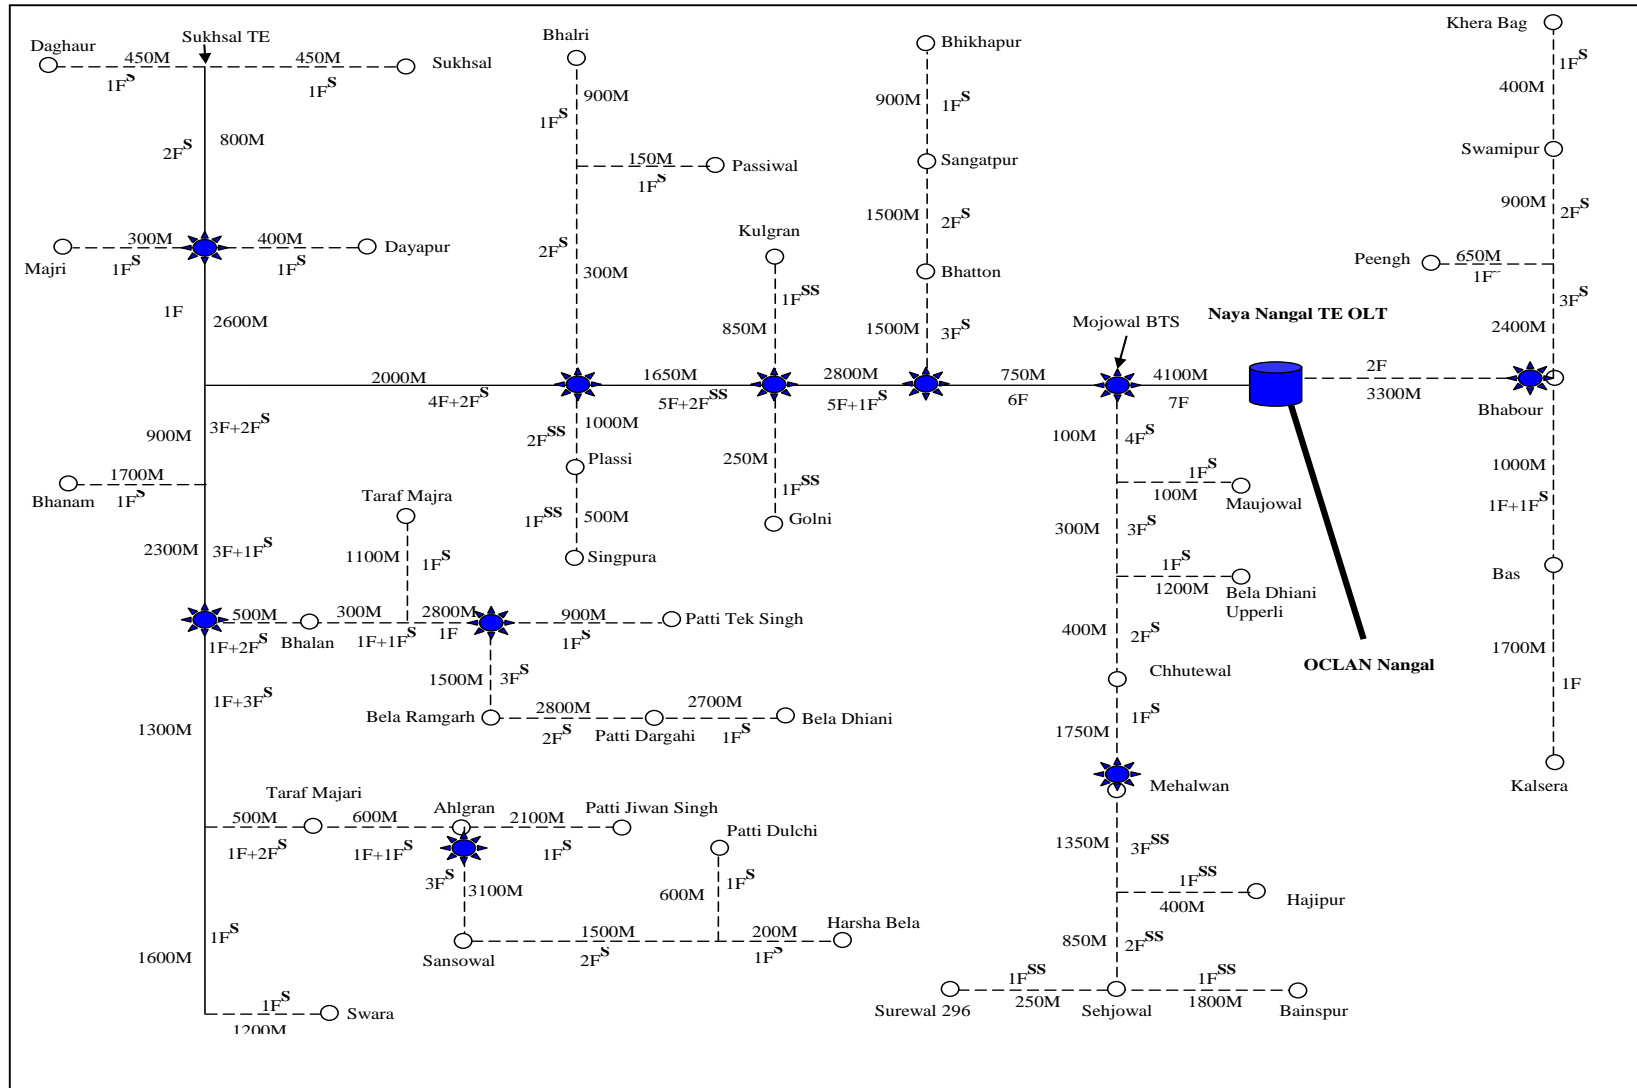 Khera Bag
Sukhsal TE
Bhalri
Bhikhapur
Daghaur
450M
450M
Sukhsal
1F^S
1F^S
1F^S
900M
900M
1F^S
400M
1F^S
2F^S
800M
Swamipur
150M
Passiwal
Sangatpur
1F^S
900M
2F^S
1500M
2F^S
Kulgran
300M
400M
Dayapur
2F^S
Peengh
650M
Majri
1F^S
1F^S
300M
Bhatton
1F
1F^SS
3F^S
1F
2600M
850M
1500M
3F^S
Mojowal BTS
Naya Nangal TE OLT
2400M
2000M
1650M
2800M
750M
4100M
2F
4F+2F^S
5F+2F^SS
5F+1F^S
6F
7F
3300M
Bhabour
900M
3F+2F^S
2F^SS
1000M
100M
4F^S
1700M
Plassi
250M
1F^S
1000M
Bhanam
1F^S
Taraf Majra
1F^SS
100M
Maujowal
1F+1F^S
1F^SS
500M
Golni
300M
3F^S
2300M
3F+1F^S
1100M
1F^S
Singpura
1F^S
Bas
1200M
Bela Dhiani
Upperli
500M
300M
2800M
900M
Patti Tek Singh
400M
2F^S
1F+2F^S
Bhalan
1F+1F^S
1F
1F^S
1700M
OCLAN Nangal
Chhutewal
1F+3F^S
1500M
3F^S
1F
1300M
Bela Ramgarh
2800M
2700M
Bela Dhiani
1F^S
2F^S
Patti Dargahi
1F^S
1750M
Mehalwan
Kalsera
Taraf Majari
Ahlgran
Patti Jiwan Singh
500M
600M
2100M
Patti Dulchi
1F+2F^S
1F+1F^S
1F^S
1350M
3F^SS
3F^S
3100M
600M
1F^S
1F^SS
Hajipur
400M
1F^S
1500M
200M
Harsha Bela
850M
2F^SS
1600M
Sansowal
2F^S
1F^S
1F^SS
1F^SS
1F^S
250M
1800M
Swara
Surewal 296
Sehjowal
Bainspur
1200M